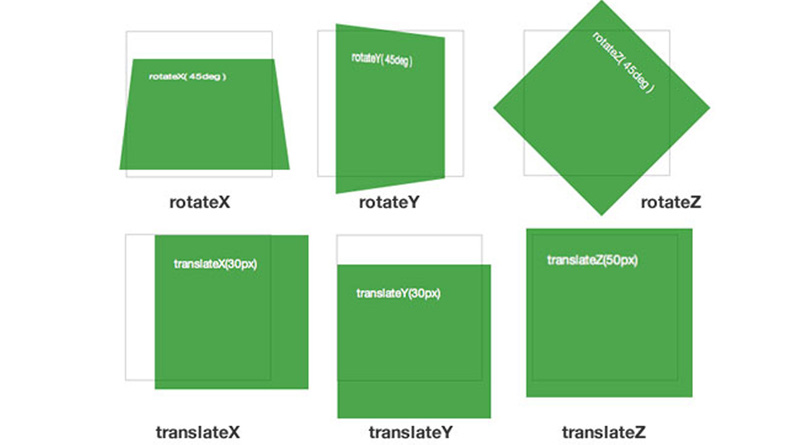 rotateX( 45deg )
rotateY( 45deg )
rotateZ( 45deg )
rotateX
rotateY
rotateZ
translateX(30px)
translateY(30px)
translateZ(50px)
translateX
translateY
translateZ